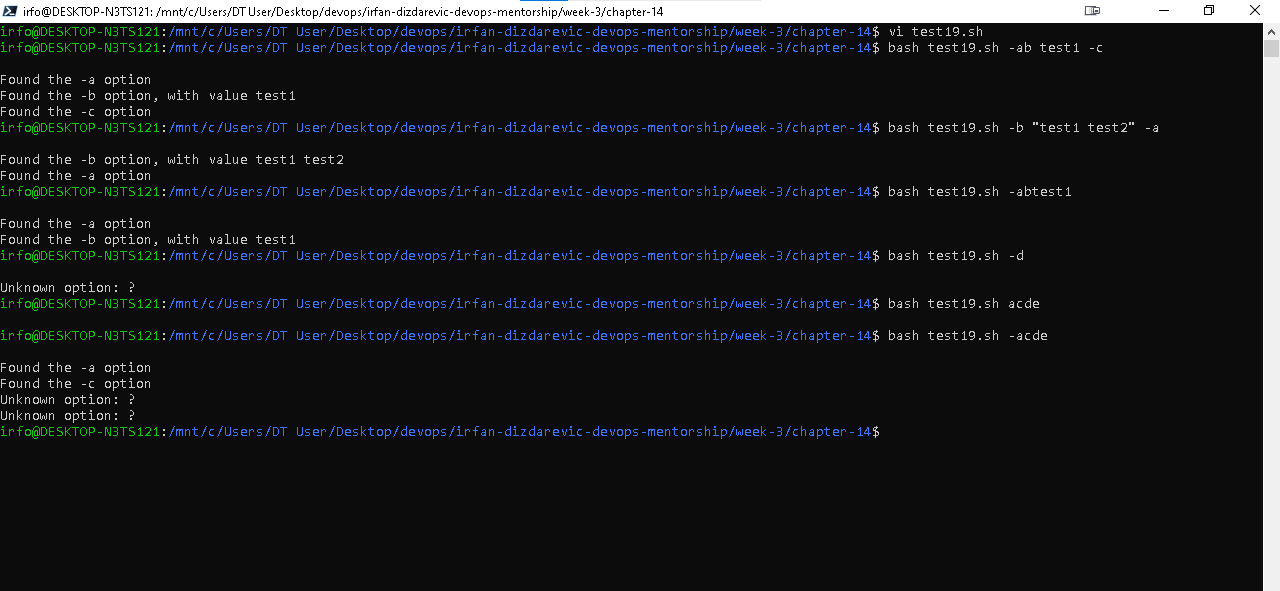 irfo@DESKTOP-N3TS121: /mnt/c/Users/DT User/Desktop/devops/irfan-dizdarevic-devops-mentorship/week-3/chapter-14
irfo@DESKTOP-N3TS121:/mnt/c/Users/DT User/Desktop/devops/irfan-dizdarevic-devops-mentorship/week-3/chapter-14$ vi test19.sh
irfo@DESKTOP-N3TS121:/mnt/c/Users/DT User/Desktop/devops/irfan-dizdarevic-devops-mentorship/week-3/chapter-14$ bash test19.sh -ab test1 -c
Found the -a option
Found the -b option, with value test1
Found the -c option
irfo@DESKTOP-N3TS121:/mnt/c/Users/DT User/Desktop/devops/irfan-dizdarevic-devops-mentorship/week-3/chapter-14$ bash test19.sh -b "test1 test2" -a
Found the -b option, with value test1 test2
Found the -a option
irfo@DESKTOP-N3TS121:/mnt/c/Users/DT User/Desktop/devops/irfan-dizdarevic-devops-mentorship/week-3/chapter-14$ bash test19.sh -abtest1
Found the -a option
Found the -b option, with value test1
irfo@DESKTOP-N3TS121:/mnt/c/Users/DT User/Desktop/devops/irfan-dizdarevic-devops-mentorship/week-3/chapter-14$ bash test19.sh -d
Unknown option: ?
irfo@DESKTOP-N3TS121:/mnt/c/Users/DT User/Desktop/devops/irfan-dizdarevic-devops-mentorship/week-3/chapter-14$ bash test19.sh acde
irfo@DESKTOP-N3TS121:/mnt/c/Users/DT User/Desktop/devops/irfan-dizdarevic-devops-mentorship/week-3/chapter-14$ bash test19.sh -acde
Found the -a option
Found the -c option
Unknown option: ?
Unknown option: ?
irfo@DESKTOP-N3TS121:/mnt/c/Users/DT User/Desktop/devops/irfan-dizdarevic-devops-mentorship/week-3/chapter-14$